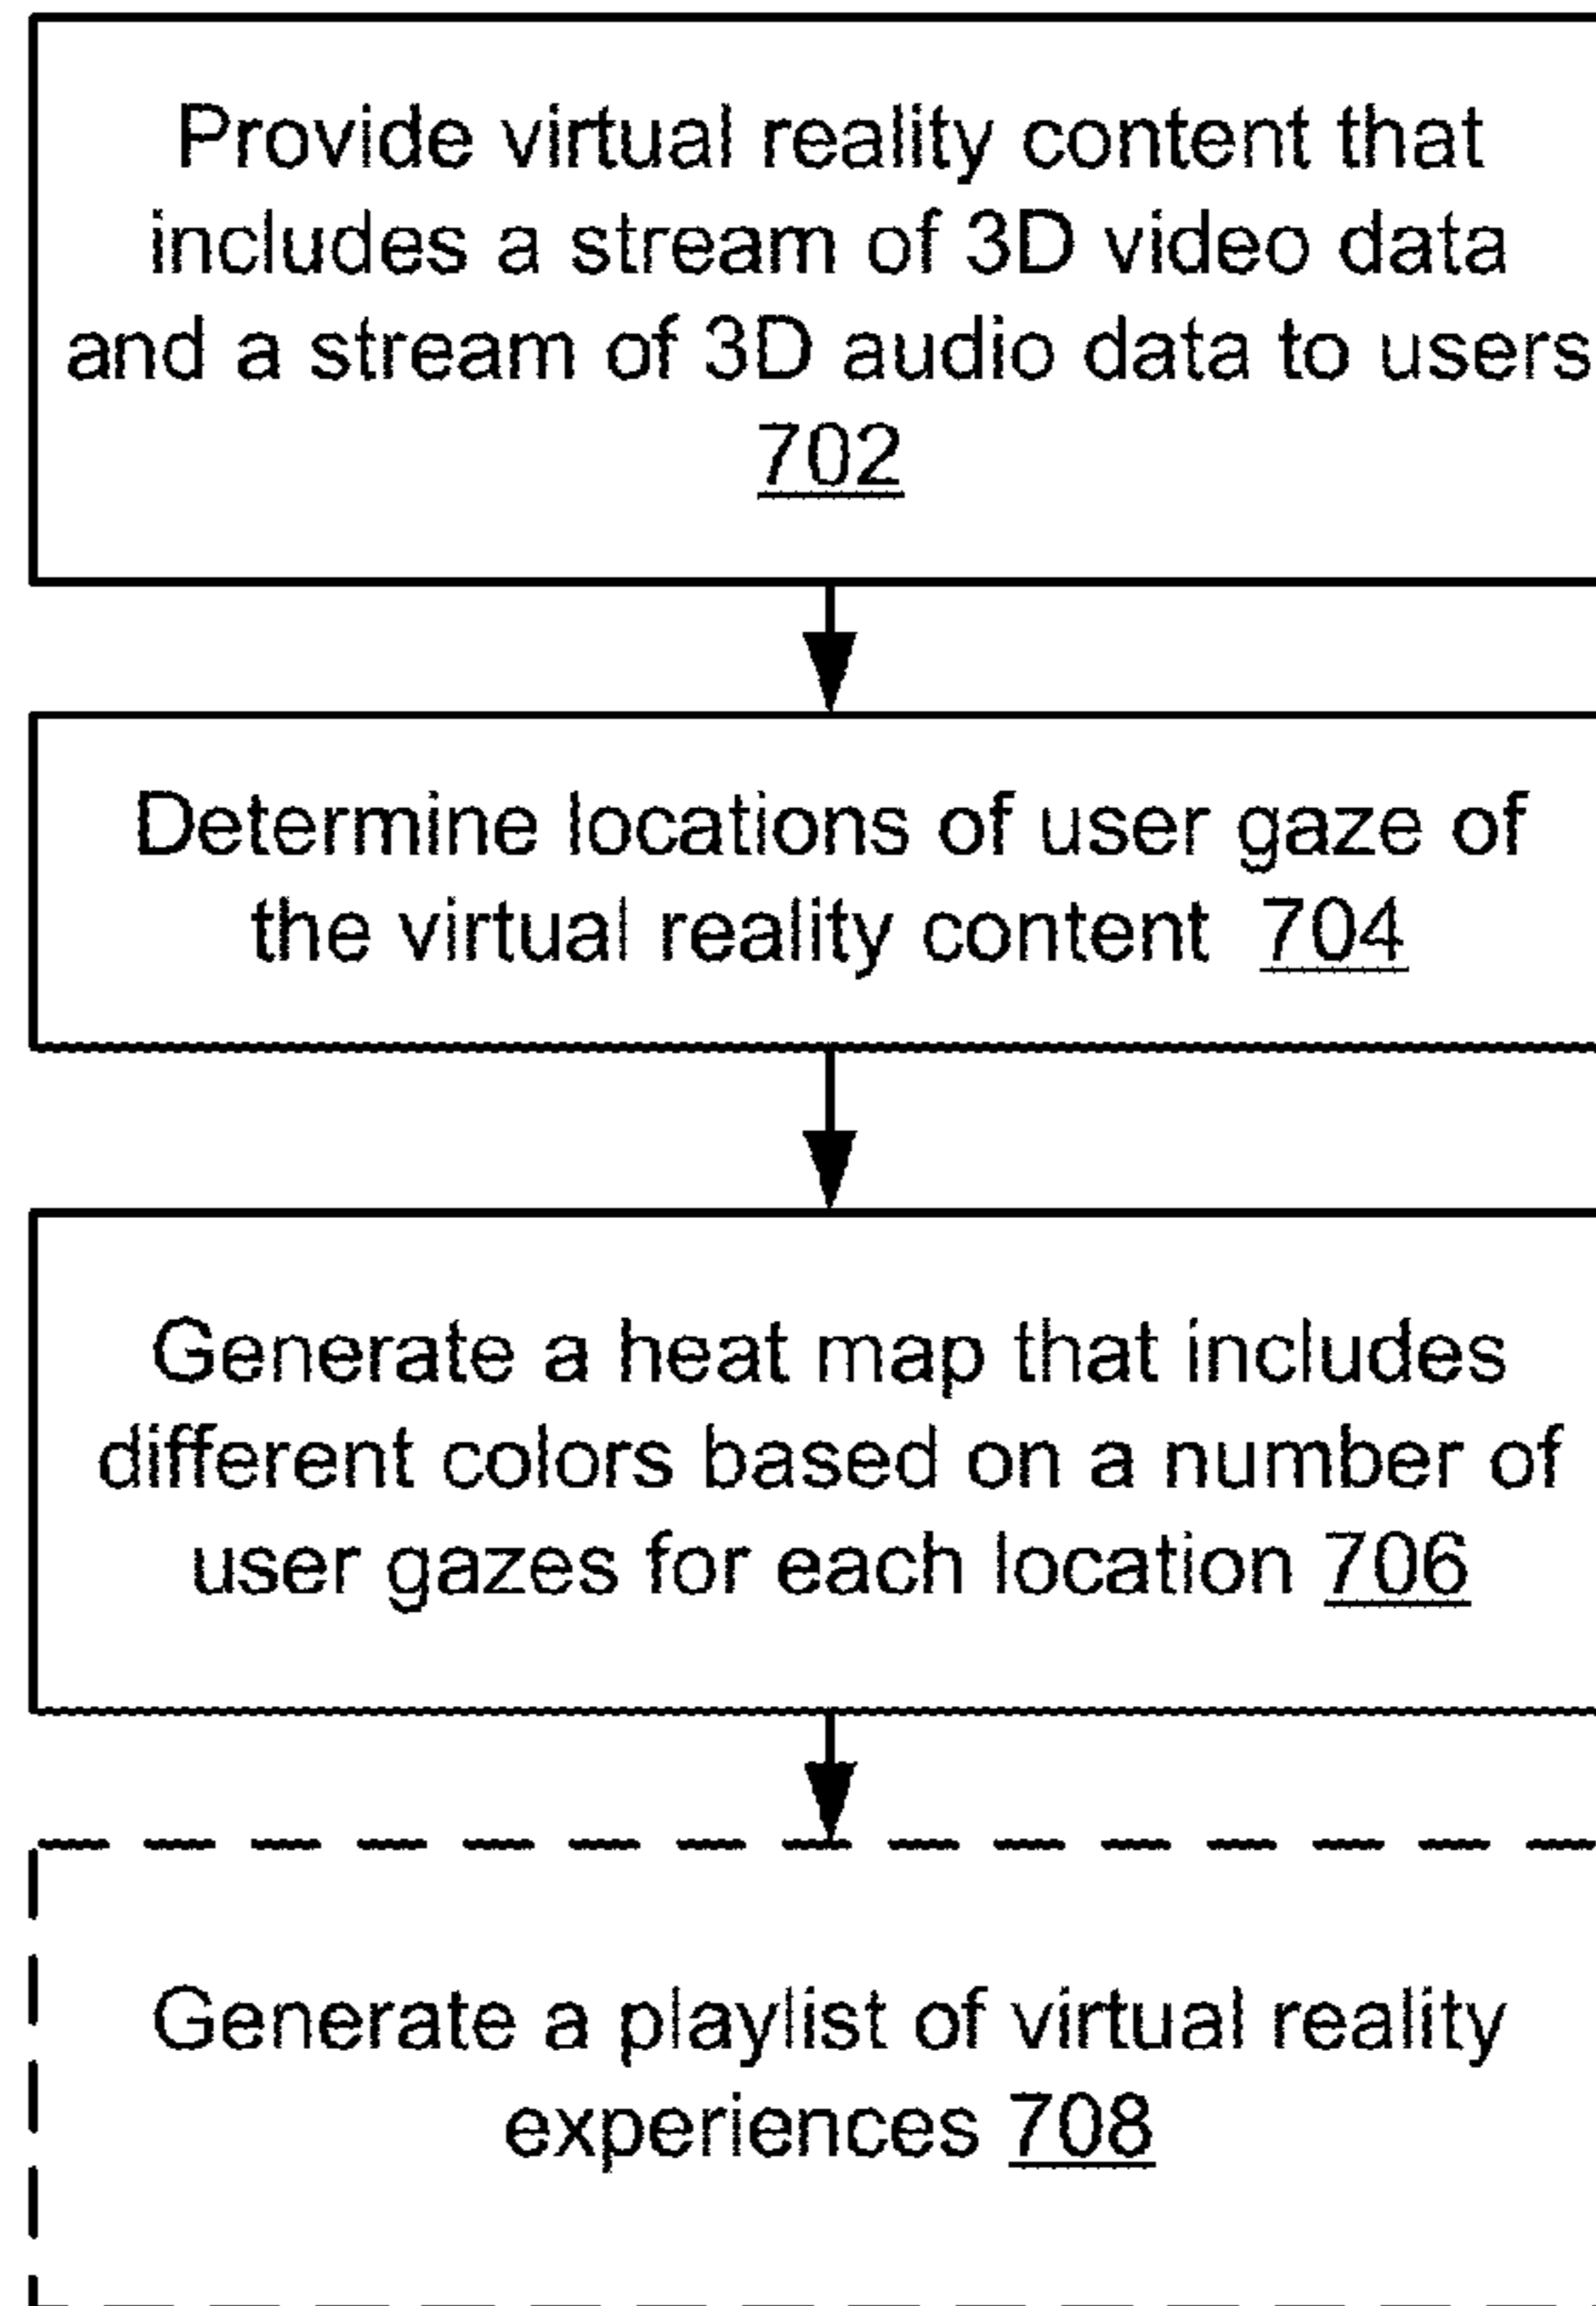 Provide virtual reality content that
includes a stream of 3D video data
and a stream of 3D audio data to users
702
Determine locations of user gaze of
the virtual reality content 704
Generate a heat map that includes
different colors based on a number of
user gazes for each location 706
Generate a playlist of virtual reality
experiences 708